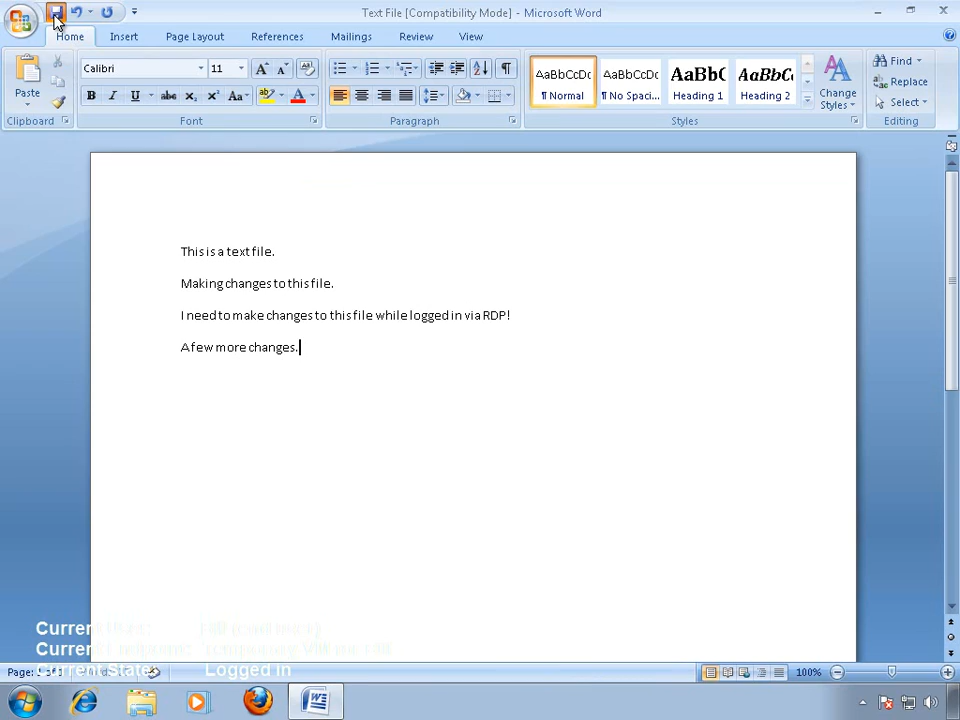 Text File [Compatibility Mode] - Microsoft Word
Home Insert Page Layout References Mailings Review View
Calibri 11
AaBbCcDc AaBbCcDc AaBbC AaBbCc
Paste
¶ Normal ¶ No Spaci... Heading 1 Heading 2
Change Styles
Find
Replace
Select
Clipboard Font Paragraph Styles Editing
This is a text file.
Making changes to this file.
I need to make changes to this file while logged in via RDP!
A few more changes.
Current State: Logged in
100%